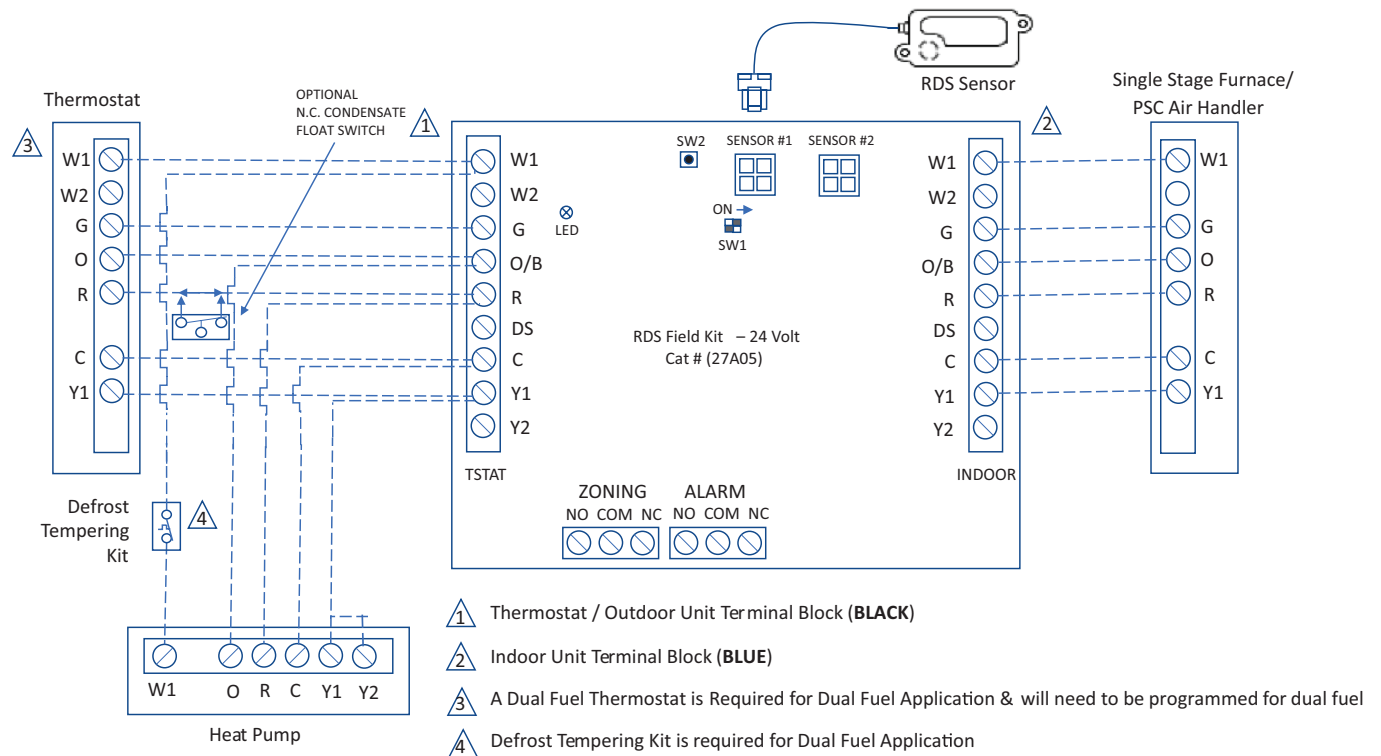 RDS Sensor
Single Stage Furnace/
PSC Air Handler
Thermostat
OPTIONAL
N.C. CONDENSATE
FLOAT SWITCH
3
1
2
W1
W2
G
O
R
C
Y1
W1
W2
G
O/B
R
DS
C
Y1
Y2
TSTAT
LED
SW2
SENSOR #1
SENSOR #2
ON
SW1
RDS Field Kit – 24 Volt
Cat # (27A05)
W1
W2
G
O/B
R
DS
C
Y1
Y2
INDOOR
W1
G
O
R
C
Y1
ZONING
NO COM NC
ALARM
NO COM NC
Defrost
Tempering
Kit
4
W1 O R C Y1 Y2
Heat Pump
1 Thermostat / Outdoor Unit Terminal Block (BLACK)
2 Indoor Unit Terminal Block (BLUE)
3 A Dual Fuel Thermostat is Required for Dual Fuel Application & will need to be programmed for dual fuel
4 Defrost Tempering Kit is required for Dual Fuel Application